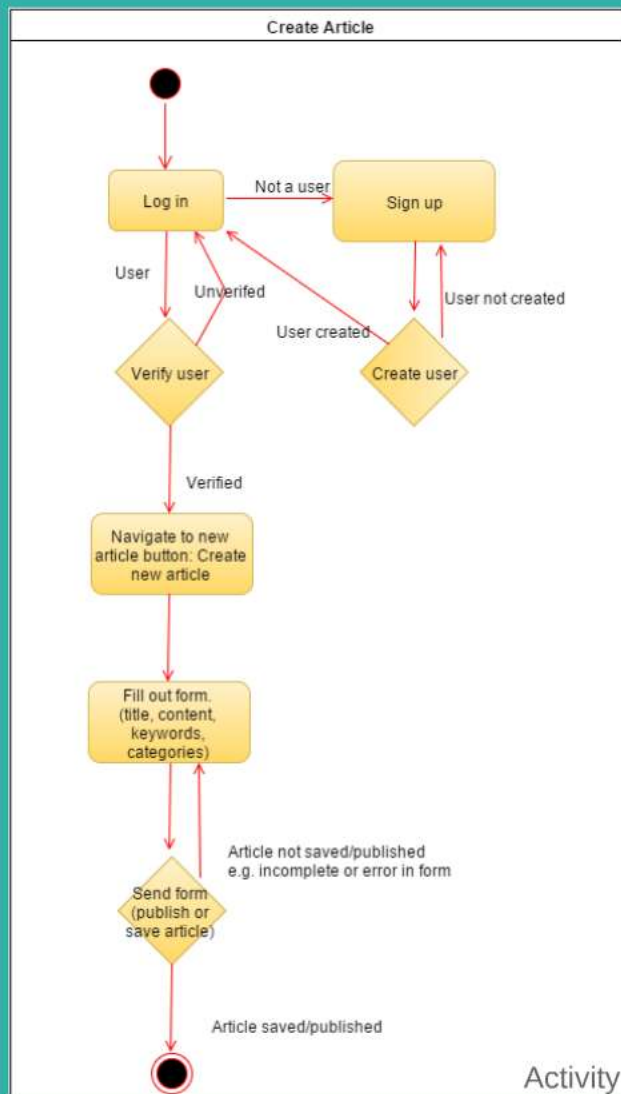 Create Article
Log in
Not a user
Sign up
User
Unverifed
User not created
User created
Verify user
Create user
Verified
Navigate to new
article button: Create
new article
Fill out form.
(title, content,
keywords,
categories)
Article not saved/published
e.g. incomplete or error in form
Send form
(publish or
save article)
Article saved/published
Activity